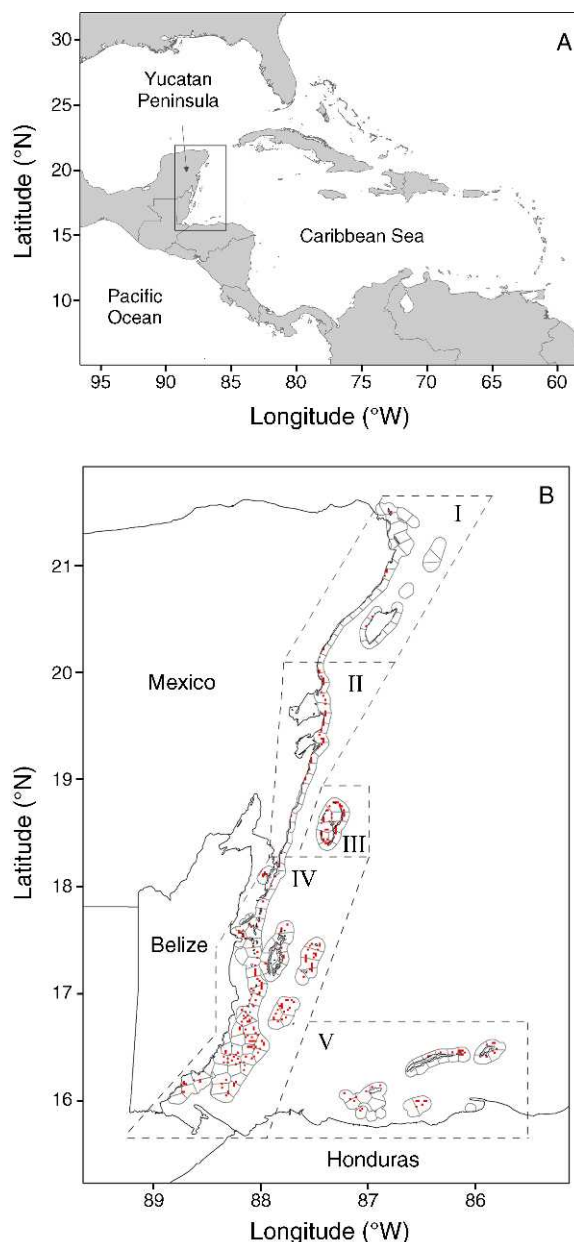 A
Yucatan
Peninsula
Caribbean Sea
Pacific
Ocean
Latitude (°N)
30
25
20
15
10
95 90 85 80 75 70 65 60
Longitude (°W)
B
I
II
Mexico
III
IV
Belize
V
Honduras
Latitude (°N)
21
20
19
18
17
16
89 88 87 86
Longitude (°W)